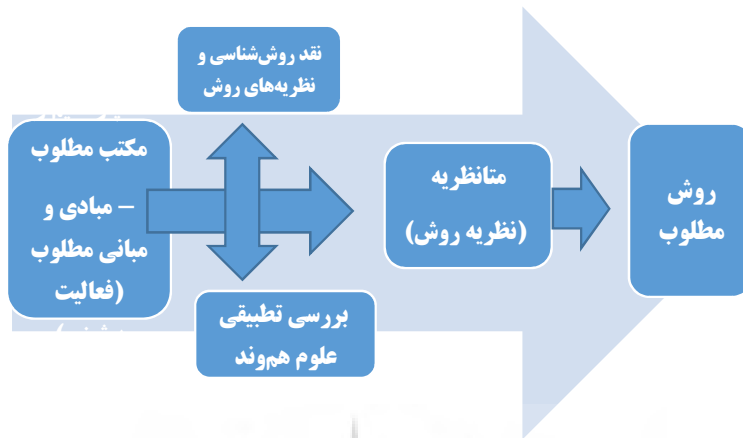 نقد روش‌شناسی و
نظریه‌های روش
مکتب مطلوب
– مبادی و
مبانی مطلوب
(فعالیت
متانظریه
(نظریه روش)
روش
مطلوب
بررسی تطبیقی
علوم هم‌وند